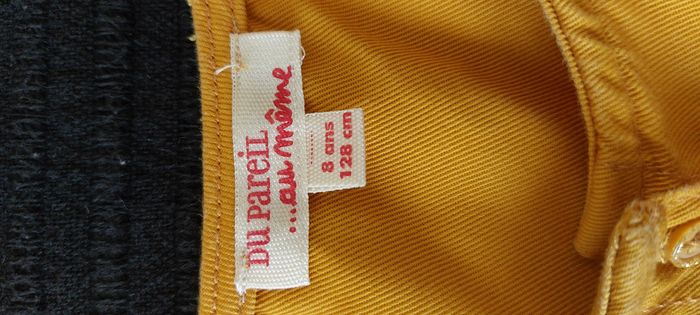 DU PAREIL
...au même
8 ans
128 cm